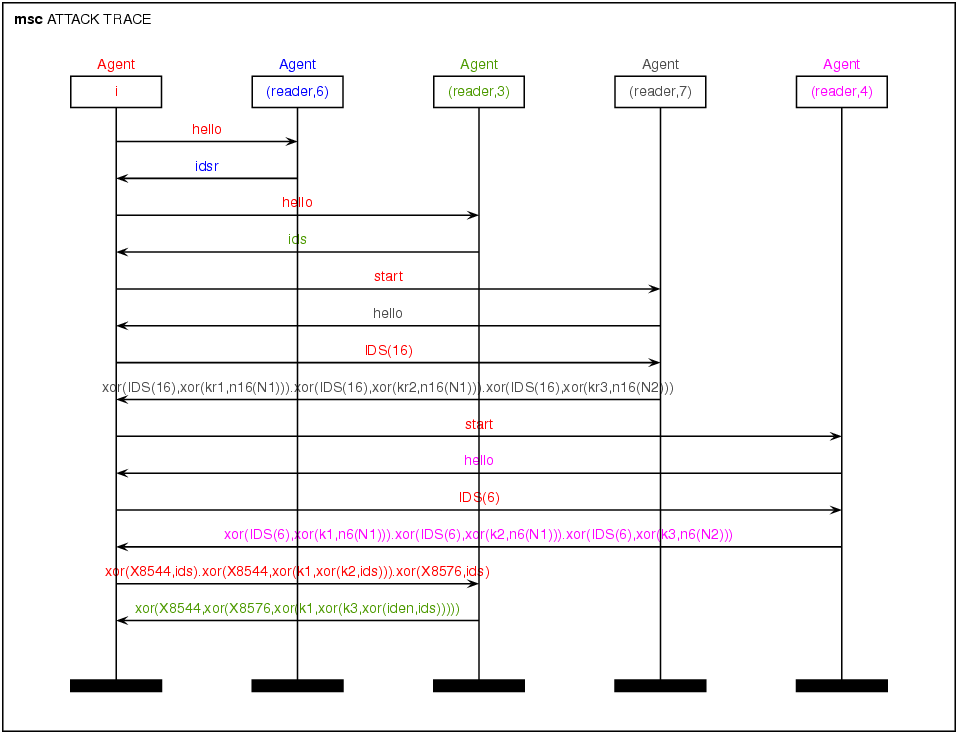 msc ATTACK TRACE
Agent Agent Agent Agent Agent
i (reader,6) (reader,3) (reader,7) (reader,4)
hello
idsr
hello
ids
start
hello
IDS(16)
xor(IDS(16),xor(kr1,n16(N1))).xor(IDS(16),xor(kr2,n16(N1))).xor(IDS(16),xor(kr3,n16(N2)))
start
hello
IDS(6)
xor(IDS(6),xor(k1,n6(N1))).xor(IDS(6),xor(k2,n6(N1))).xor(IDS(6),xor(k3,n6(N2)))
xor(X8544,ids).xor(X8544,xor(k1,xor(k2,ids))).xor(X8576,ids)
xor(X8544,xor(X8576,xor(k1,xor(k3,xor(iden,ids)))))